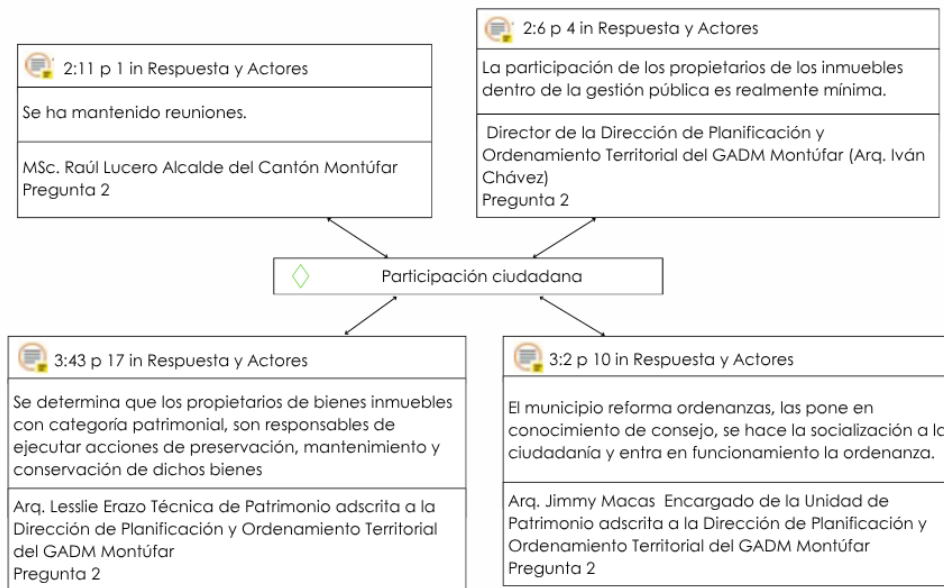 2:11 p 1 in Respuesta y Actores
Se ha mantenido reuniones.
MSc. Raúl Lucero Alcalde del Cantón Montúfar
Pregunta 2
2:6 p 4 in Respuesta y Actores
La participación de los propietarios de los inmuebles
dentro de la gestión pública es realmente mínima.
Director de la Dirección de Planificación y
Ordenamiento Territorial del GADM Montúfar (Arq. Iván
Chávez)
Pregunta 2
Participación ciudadana
3:43 p 17 in Respuesta y Actores
Se determina que los propietarios de bienes inmuebles
con categoría patrimonial, son responsables de
ejecutar acciones de preservación, mantenimiento y
conservación de dichos bienes
Arq. Lesslie Erazo Técnica de Patrimonio adscrita a la
Dirección de Planificación y Ordenamiento Territorial
del GADM Montúfar
Pregunta 2
3:2 p 10 in Respuesta y Actores
El municipio reforma ordenanzas, las pone en
conocimiento de consejo, se hace la socialización a la
ciudadanía y entra en funcionamiento la ordenanza.
Arq. Jimmy Macas Encargado de la Unidad de
Patrimonio adscrita a la Dirección de Planificación y
Ordenamiento Territorial del GADM Montúfar
Pregunta 2